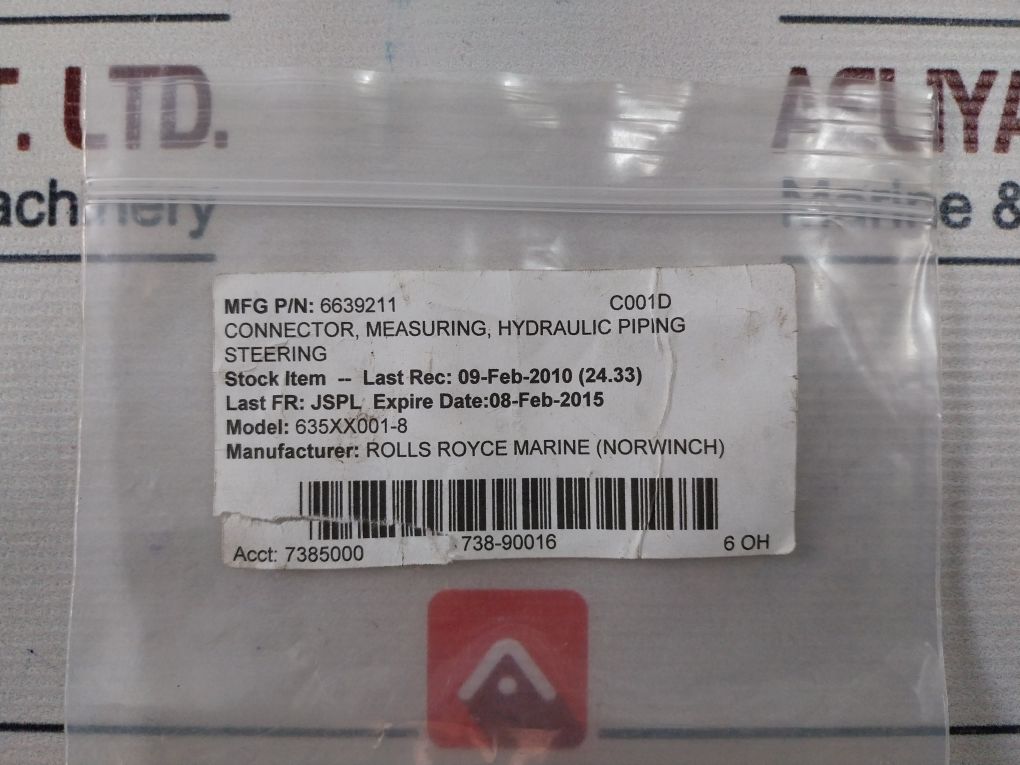 T. LTD.
Machinery
Marine &
MFG P/N: 6639211 C001D
CONNECTOR, MEASURING, HYDRAULIC PIPING
STEERING
Stock Item -- Last Rec: 09-Feb-2010 (24.33)
Last FR: JSPL Expire Date:08-Feb-2015
Model: 635XX001-8
Manufacturer: ROLLS ROYCE MARINE (NORWINCH)
Acct: 7385000 738-90016 6 OH